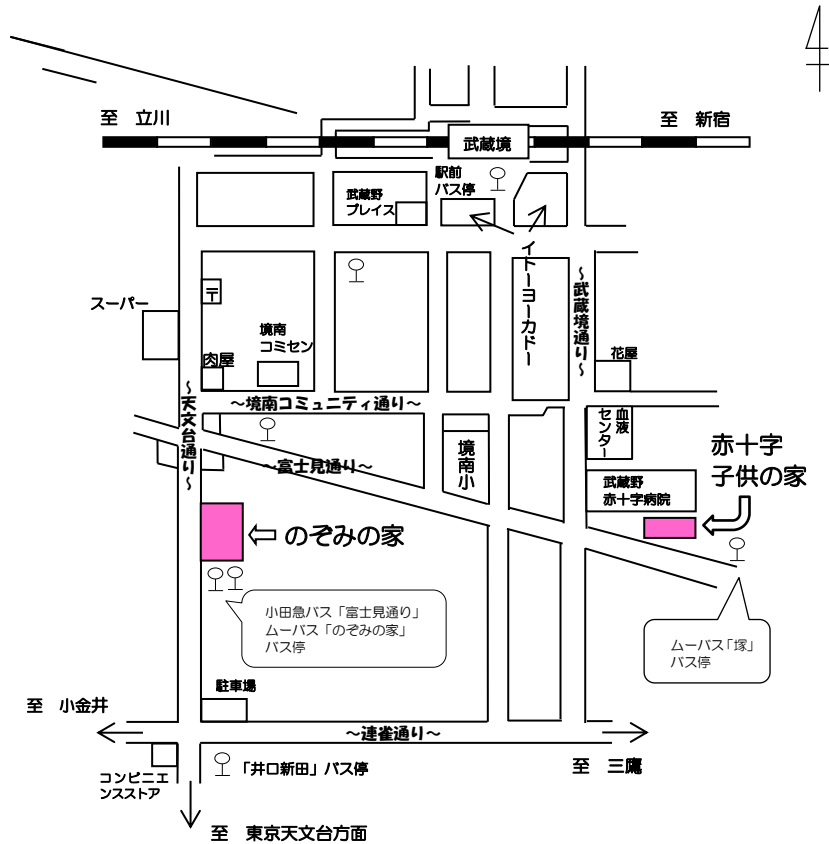 至　立川
至　新宿
武蔵境
駅前
バス停
武蔵野
プレイス
イトーヨーカドー
～武蔵境通り～
〒
スーパー
境南
コミセン
肉屋
花屋
～境南コミュニティ通り～
～天文台通り～
血液
センター
境南小
～富士見通り～
武蔵野
赤十字病院
赤十字
子供の家
のぞみの家
小田急バス「富士見通り」
ムーバス「のぞみの家」
バス停
ムーバス「塚」
バス停
駐車場
至　小金井
～連雀通り～
至　三鷹
コンビニエ
ンスストア
「井口新田」バス停
至　東京天文台方面